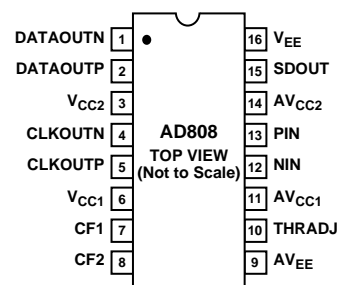 DATAOUTN 1 16 VEE
DATAOUTP 2 15 SDOUT
VCC2 3 14 AVCC2
CLKOUTN 4 AD808 13 PIN
CLKOUTP 5 TOP VIEW 12 NIN
(Not to Scale)
VCC1 6 11 AVCC1
CF1 7 10 THRADJ
CF2 8 9 AVEE